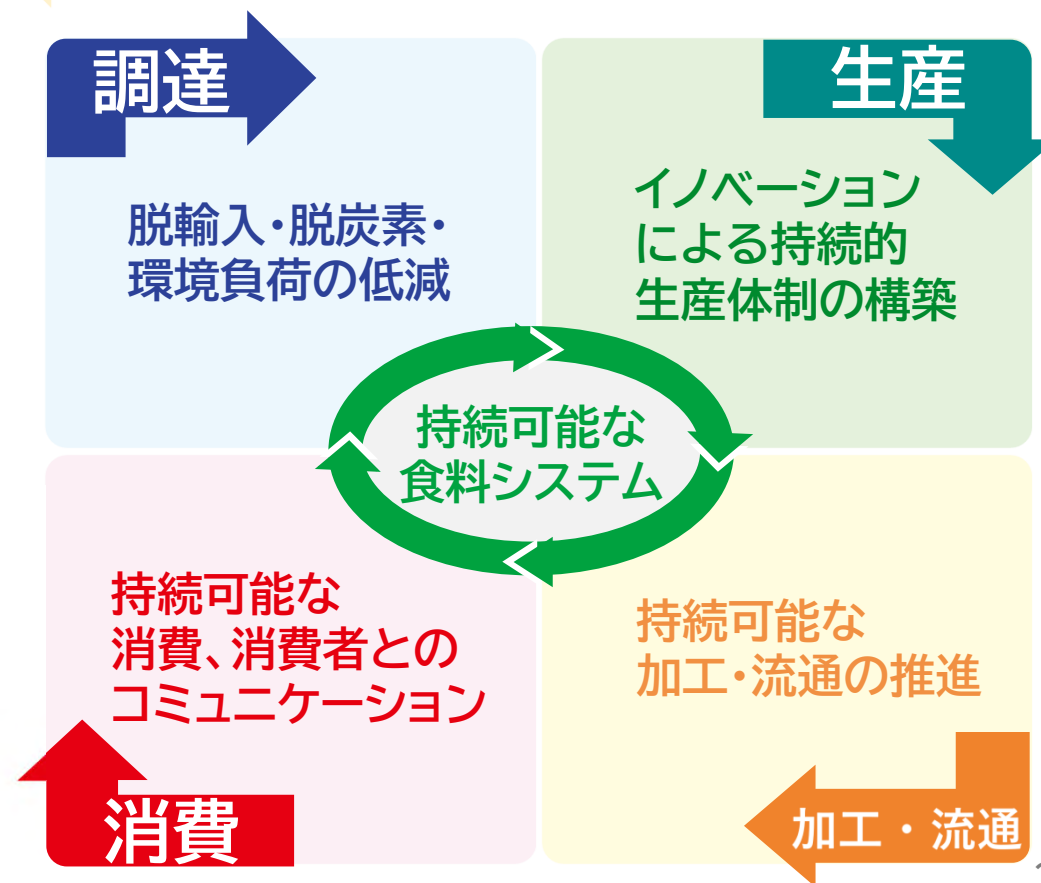 調達
脱輸入・脱炭素・
環境負荷の低減
生産
イノベーション
による持続的
生産体制の構築
持続可能な
食料システム
持続可能な
消費、消費者との
コミュニケーション
消費
持続可能な
加工・流通の推進
加工・流通